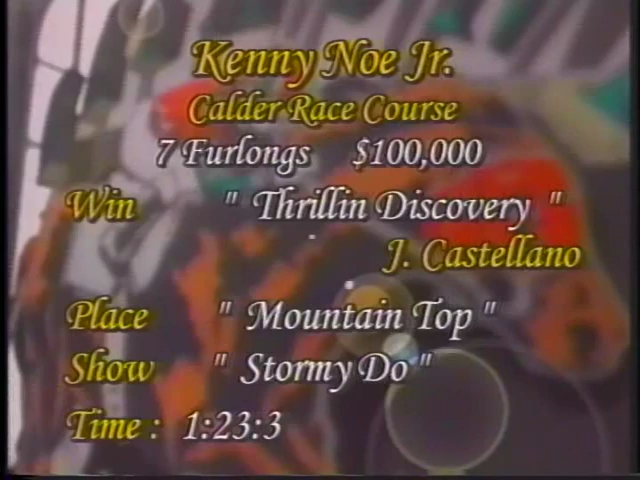 Kenny Noe Jr.
Calder Race Course
7 Furlongs $100,000
Win " Thrillin Discovery "
J. Castellano
Place " Mountain Top "
Show " Stormy Do "
Time : 1:23:3